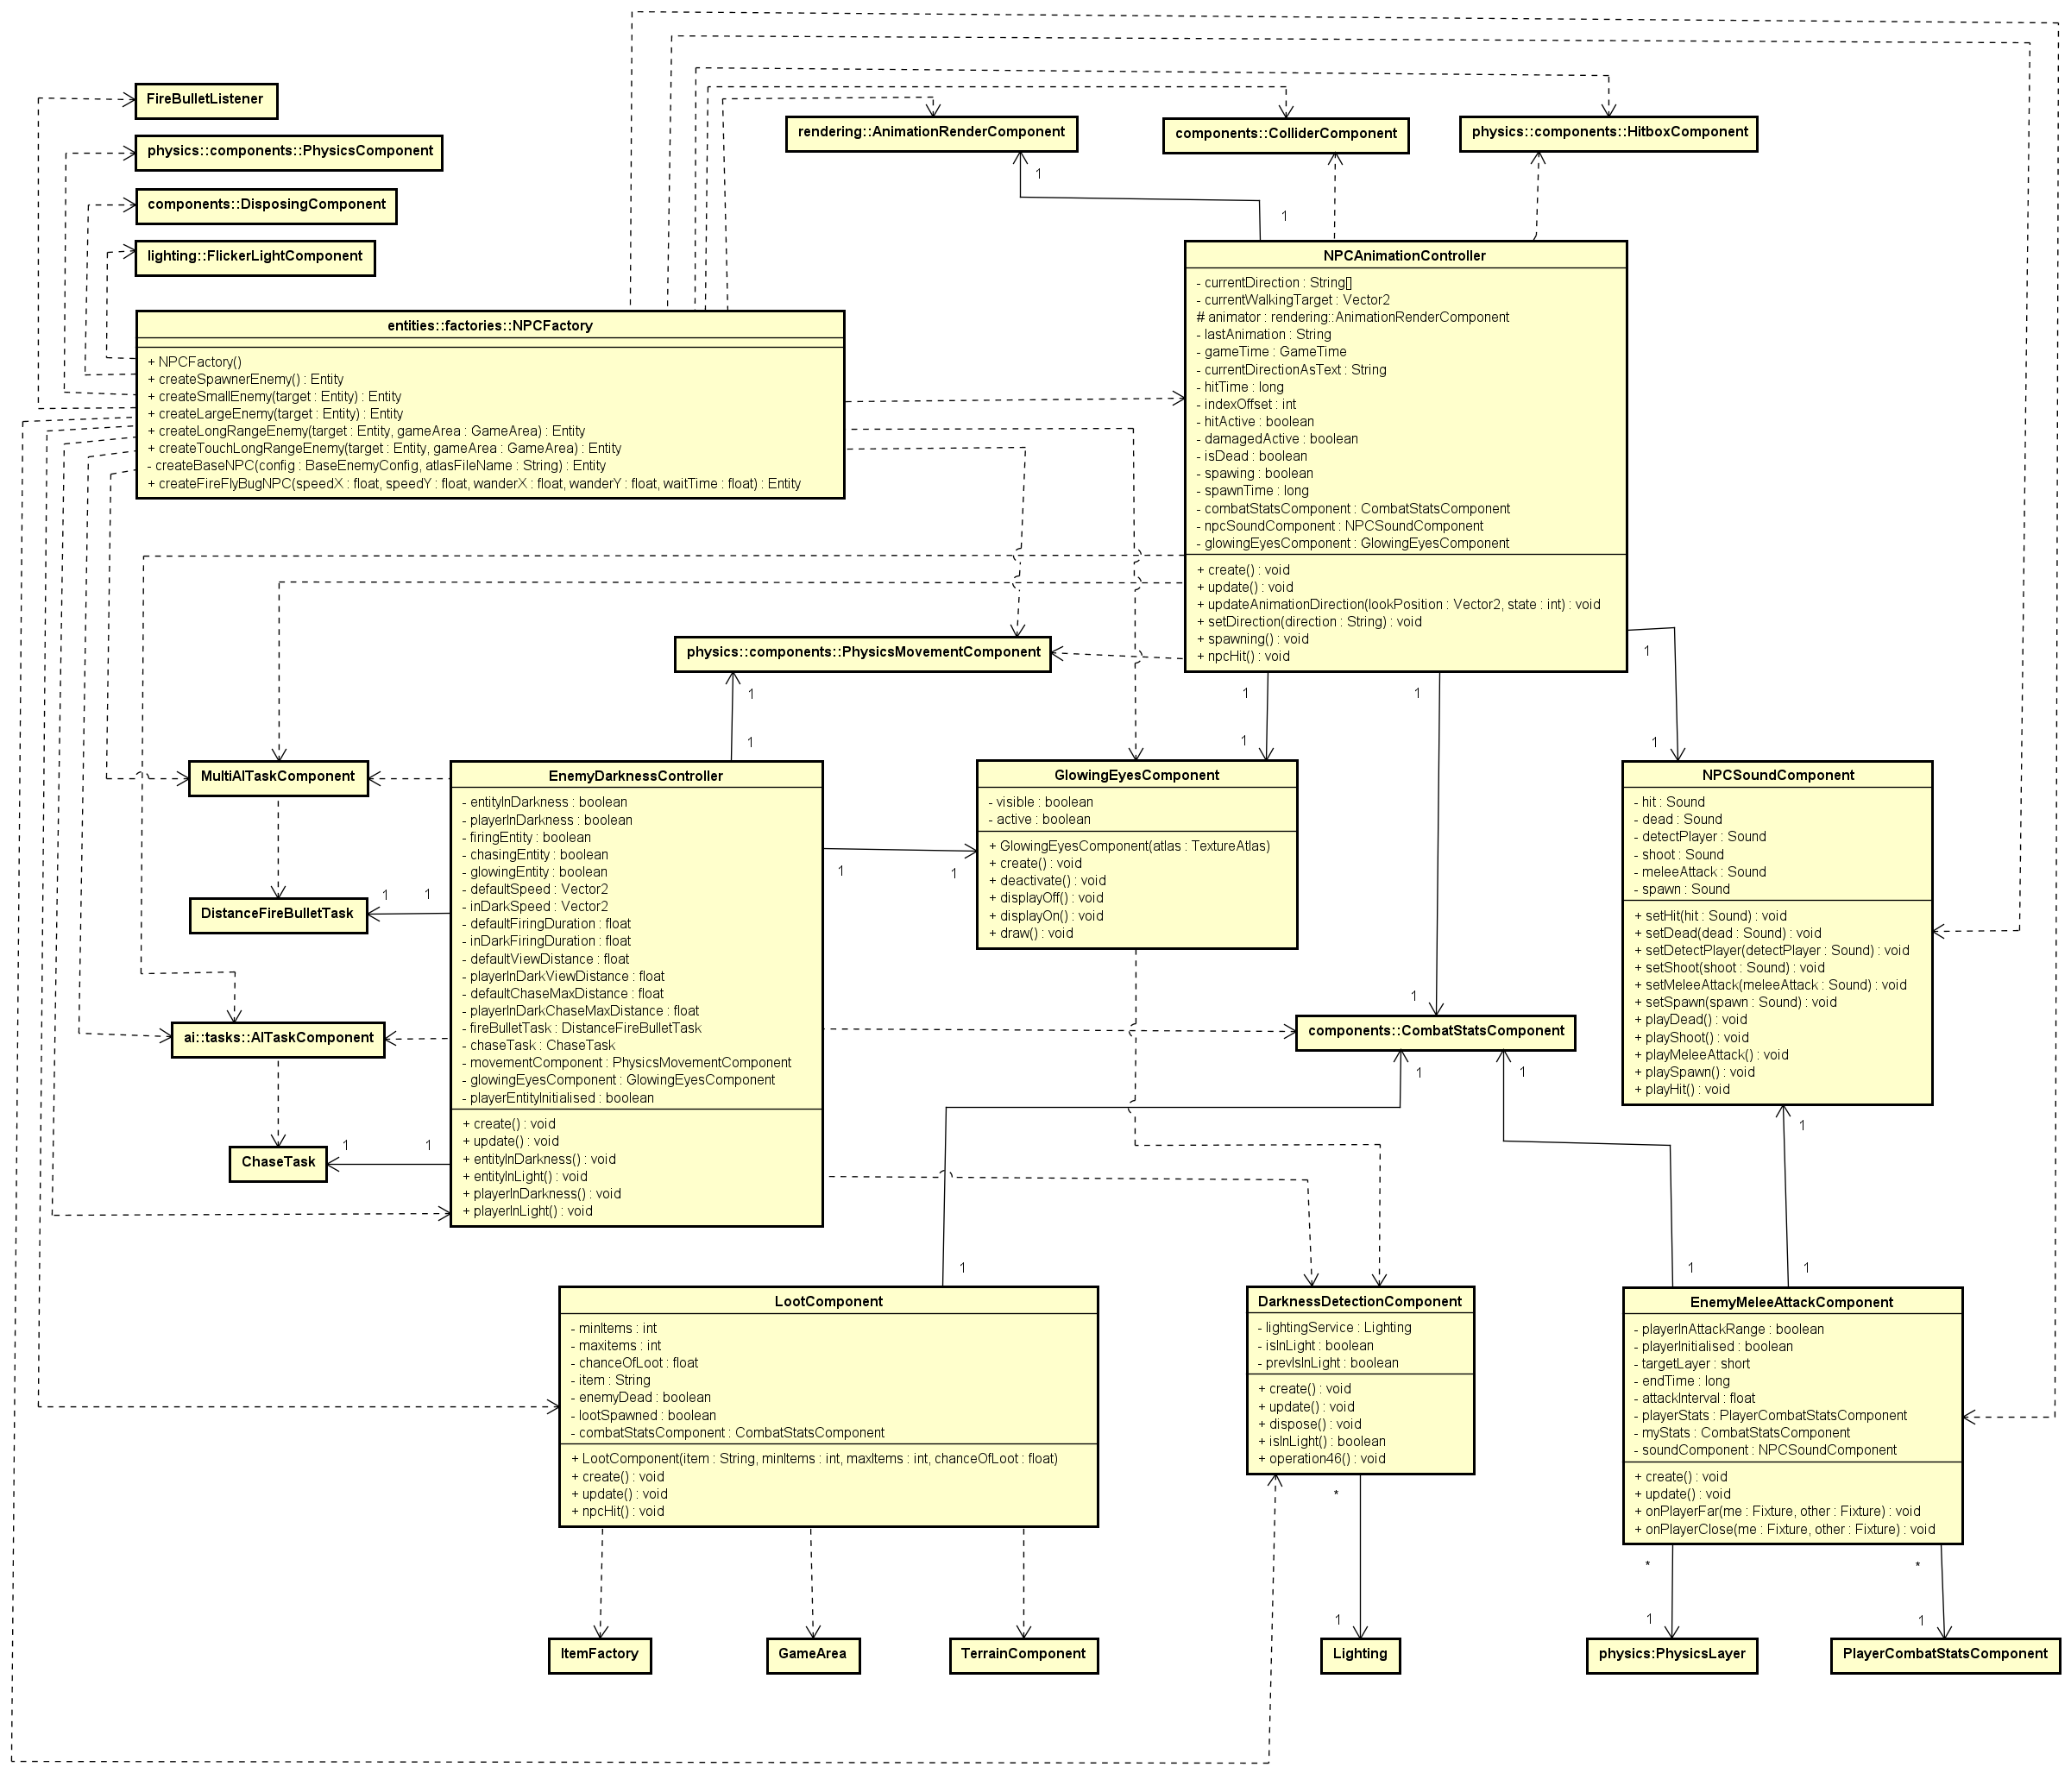 FireBulletListener
physics::components::PhysicsComponent
components::DisposingComponent
lighting::FlickerLightComponent
rendering::AnimationRenderComponent
components::ColliderComponent
physics::components::HitboxComponent
1
1
entities::factories::NPCFactory
+ NPCFactory()
+ createSpawnerEnemy() : Entity
+ createSmallEnemy(target : Entity) : Entity
+ createLargeEnemy(target : Entity) : Entity
+ createLongRangeEnemy(target : Entity, gameArea : GameArea) : Entity
+ createTouchLongRangeEnemy(target : Entity, gameArea : GameArea) : Entity
- createBaseNPC(config : BaseEnemyConfig, atlasFileName : String) : Entity
+ createFireFlyBugNPC(speedX : float, speedY : float, wanderX : float, wanderY : float, waitTime : float) : Entity
NPCAnimationController
- currentDirection : String[]
- currentWalkingTarget : Vector2
# animator : rendering::AnimationRenderComponent
- lastAnimation : String
- gameTime : GameTime
- currentDirectionAsText : String
- hitTime : long
- indexOffset : int
- hitActive : boolean
- damagedActive : boolean
- isDead : boolean
- spawing : boolean
- spawnTime : long
- combatStatsComponent : CombatStatsComponent
- npcSoundComponent : NPCSoundComponent
- glowingEyesComponent : GlowingEyesComponent
+ create() : void
+ update() : void
+ updateAnimationDirection(lookPosition : Vector2, state : int) : void
+ setDirection(direction : String) : void
+ spawning() : void
+ npcHit() : void
physics::components::PhysicsMovementComponent
1
1
1
1
1
1
1
MultiAITaskComponent
DistanceFireBulletTask
1
1
ai::tasks::AITaskComponent
ChaseTask
1
1
EnemyDarknessController
- entityInDarkness : boolean
- playerInDarkness : boolean
- firingEntity : boolean
- chasingEntity : boolean
- glowingEntity : boolean
- defaultSpeed : Vector2
- inDarkSpeed : Vector2
- defaultFiringDuration : float
- inDarkFiringDuration : float
- defaultViewDistance : float
- playerInDarkViewDistance : float
- defaultChaseMaxDistance : float
- playerInDarkChaseMaxDistance : float
- fireBulletTask : DistanceFireBulletTask
- chaseTask : ChaseTask
- movementComponent : PhysicsMovementComponent
- glowingEyesComponent : GlowingEyesComponent
- playerEntityInitialised : boolean
+ create() : void
+ update() : void
+ entityInDarkness() : void
+ entityInLight() : void
+ playerInDarkness() : void
+ playerInLight() : void
1
1
GlowingEyesComponent
- visible : boolean
- active : boolean
+ GlowingEyesComponent(atlas : TextureAtlas)
+ create() : void
+ deactivate() : void
+ displayOff() : void
+ displayOn() : void
+ draw() : void
NPCSoundComponent
- hit : Sound
- dead : Sound
- detectPlayer : Sound
- shoot : Sound
- meleeAttack : Sound
- spawn : Sound
+ setHit(hit : Sound) : void
+ setDead(dead : Sound) : void
+ setDetectPlayer(detectPlayer : Sound) : void
+ setShoot(shoot : Sound) : void
+ setMeleeAttack(meleeAttack : Sound) : void
+ setSpawn(spawn : Sound) : void
+ playDead() : void
+ playShoot() : void
+ playMeleeAttack() : void
+ playSpawn() : void
+ playHit() : void
1
components::CombatStatsComponent
1
1
1
1
1
1
LootComponent
- minItems : int
- maxitems : int
- chanceOfLoot : float
- item : String
- enemyDead : boolean
- lootSpawned : boolean
- combatStatsComponent : CombatStatsComponent
+ LootComponent(item : String, minItems : int, maxItems : int, chanceOfLoot : float)
+ create() : void
+ update() : void
+ npcHit() : void
DarknessDetectionComponent
- lightingService : Lighting
- isInLight : boolean
- prevIsInLight : boolean
+ create() : void
+ update() : void
+ dispose() : void
+ isInLight() : boolean
+ operation46() : void
EnemyMeleeAttackComponent
- playerInAttackRange : boolean
- playerInitialised : boolean
- targetLayer : short
- endTime : long
- attackInterval : float
- playerStats : PlayerCombatStatsComponent
- myStats : CombatStatsComponent
- soundComponent : NPCSoundComponent
+ create() : void
+ update() : void
+ onPlayerFar(me : Fixture, other : Fixture) : void
+ onPlayerClose(me : Fixture, other : Fixture) : void
*
*
*
1
1
1
ItemFactory
GameArea
TerrainComponent
Lighting
physics:PhysicsLayer
PlayerCombatStatsComponent